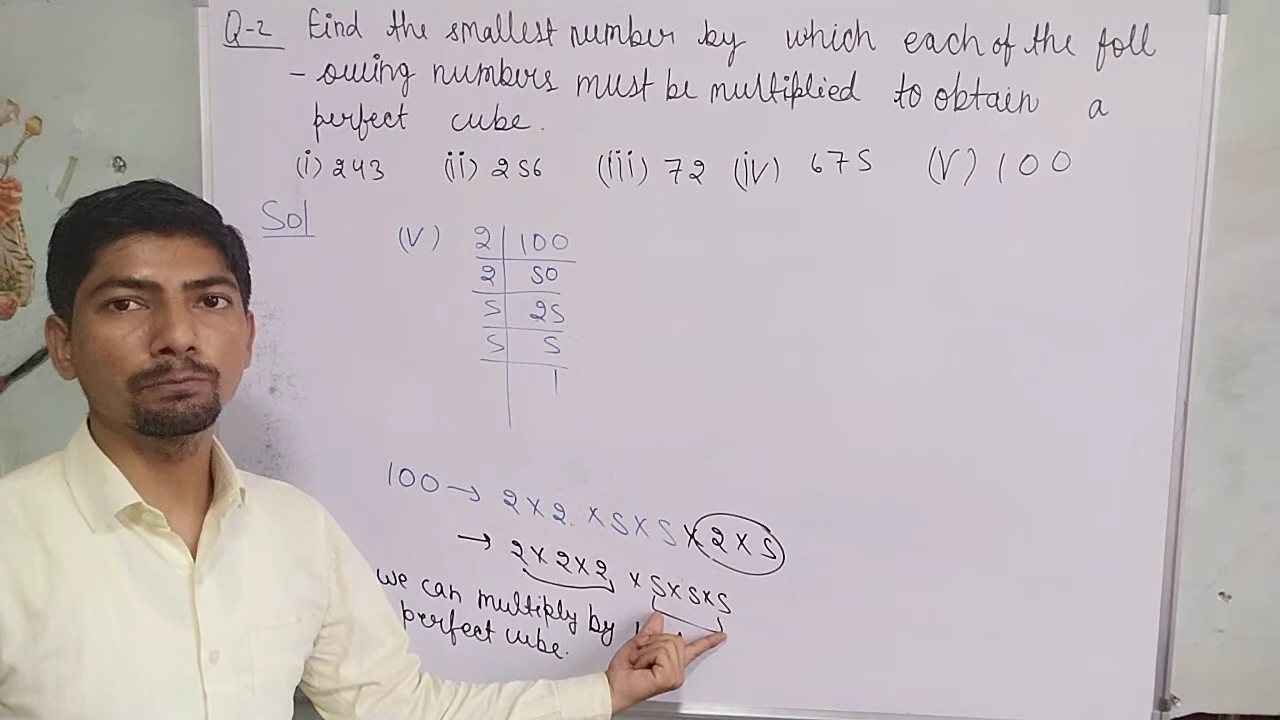 Q-2 Find the smallest number by which each of the foll
- owing numbers must be multiplied to obtain a
perfect cube.
(i) 243 (ii) 256 (iii) 72 (iv) 675 (V) 100
Sol
(V) 2 | 100
2 | 50
5 | 25
5 | 5
| 1
100 → 2 × 2 × 5 × 5 × 2 × 5
→ 2 × 2 × 2 × 5 × 5 × 5
we can multiply by
perfect cube.